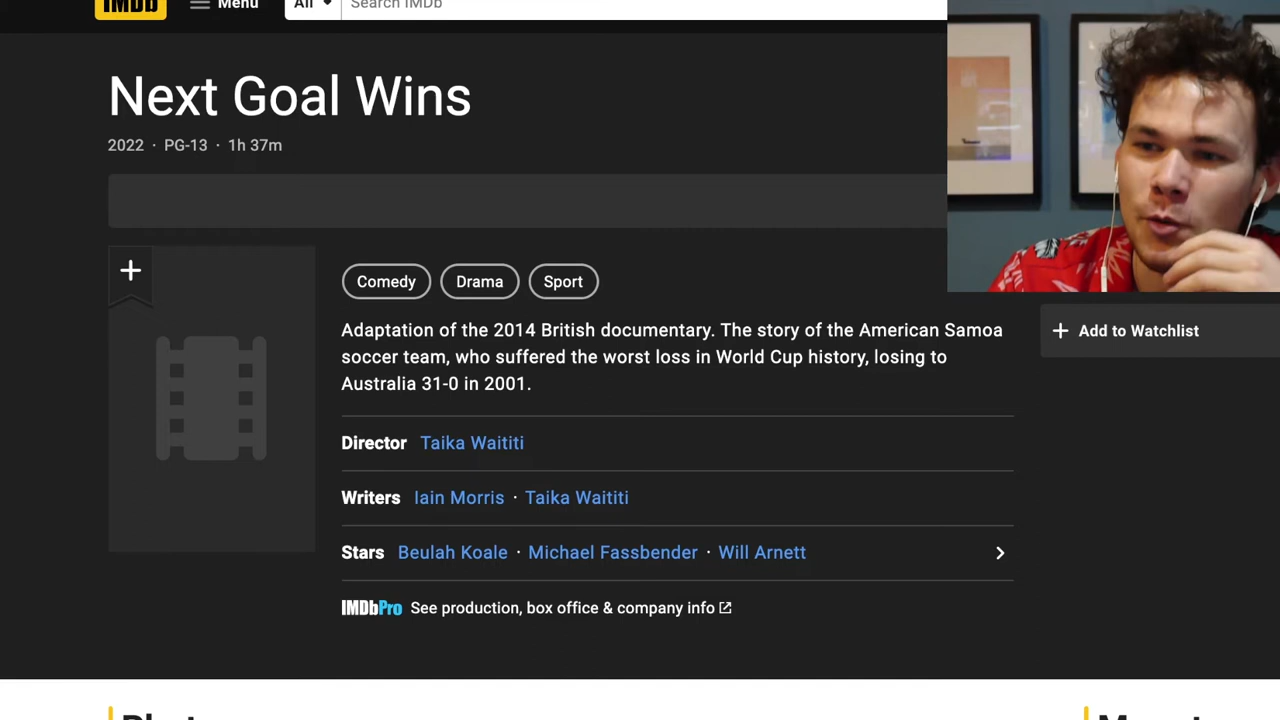 IMDb Menu All Search IMDb
Next Goal Wins
2022 · PG-13 · 1h 37m
Comedy Drama Sport
Adaptation of the 2014 British documentary. The story of the American Samoa
soccer team, who suffered the worst loss in World Cup history, losing to
Australia 31-0 in 2001.
Add to Watchlist
Director Taika Waititi
Writers Iain Morris · Taika Waititi
Stars Beulah Koale · Michael Fassbender · Will Arnett
IMDbPro See production, box office & company info